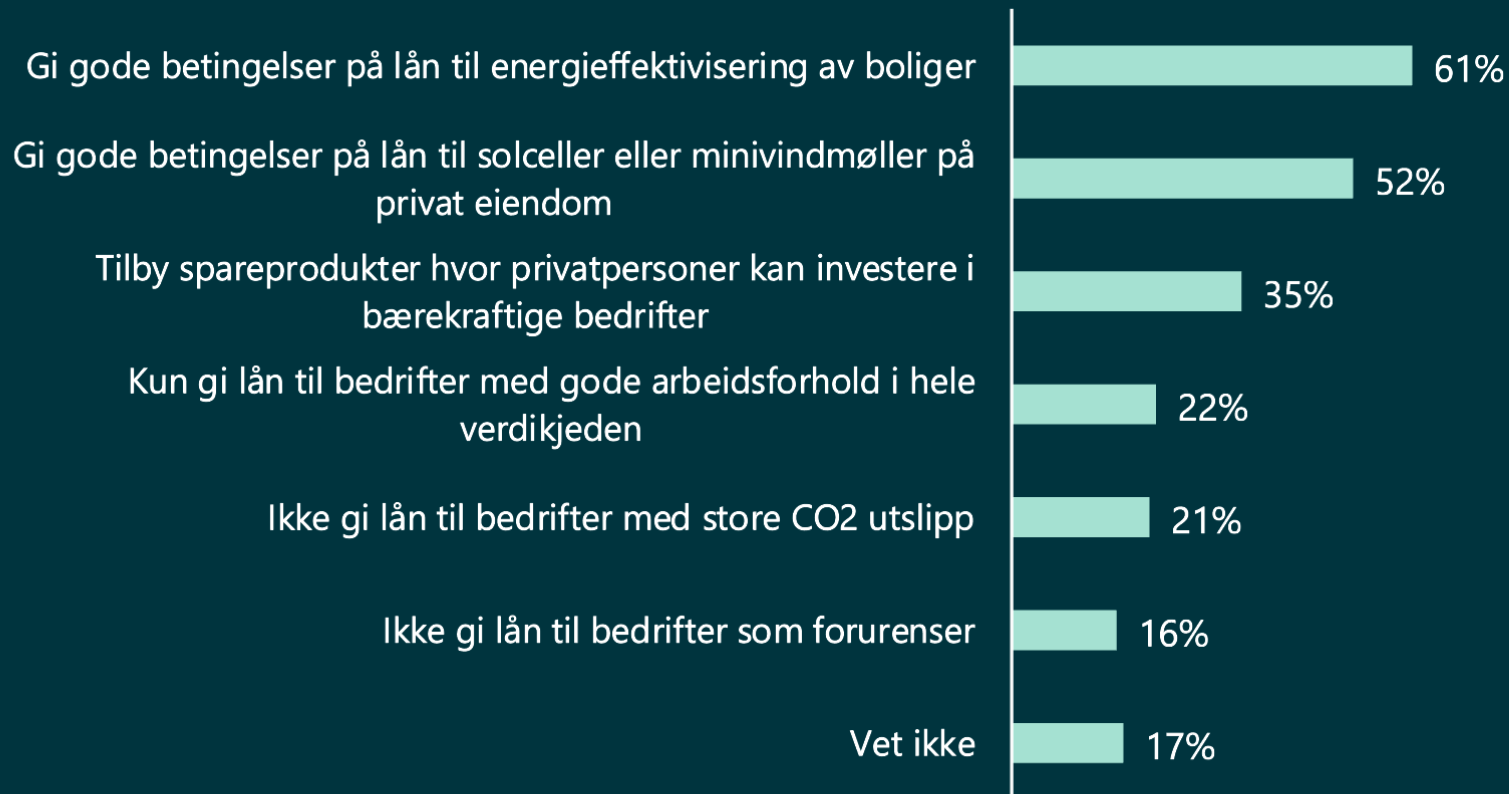 Gi gode betingelser på lån til energieffektivisering av boliger
61%
Gi gode betingelser på lån til solceller eller minivindmøller på
privat eiendom
52%
Tilby spareprodukter hvor privatpersoner kan investere i
bærekraftige bedrifter
35%
Kun gi lån til bedrifter med gode arbeidsforhold i hele
verdikjeden
22%
Ikke gi lån til bedrifter med store CO2 utslipp
21%
Ikke gi lån til bedrifter som forurenser
16%
Vet ikke
17%